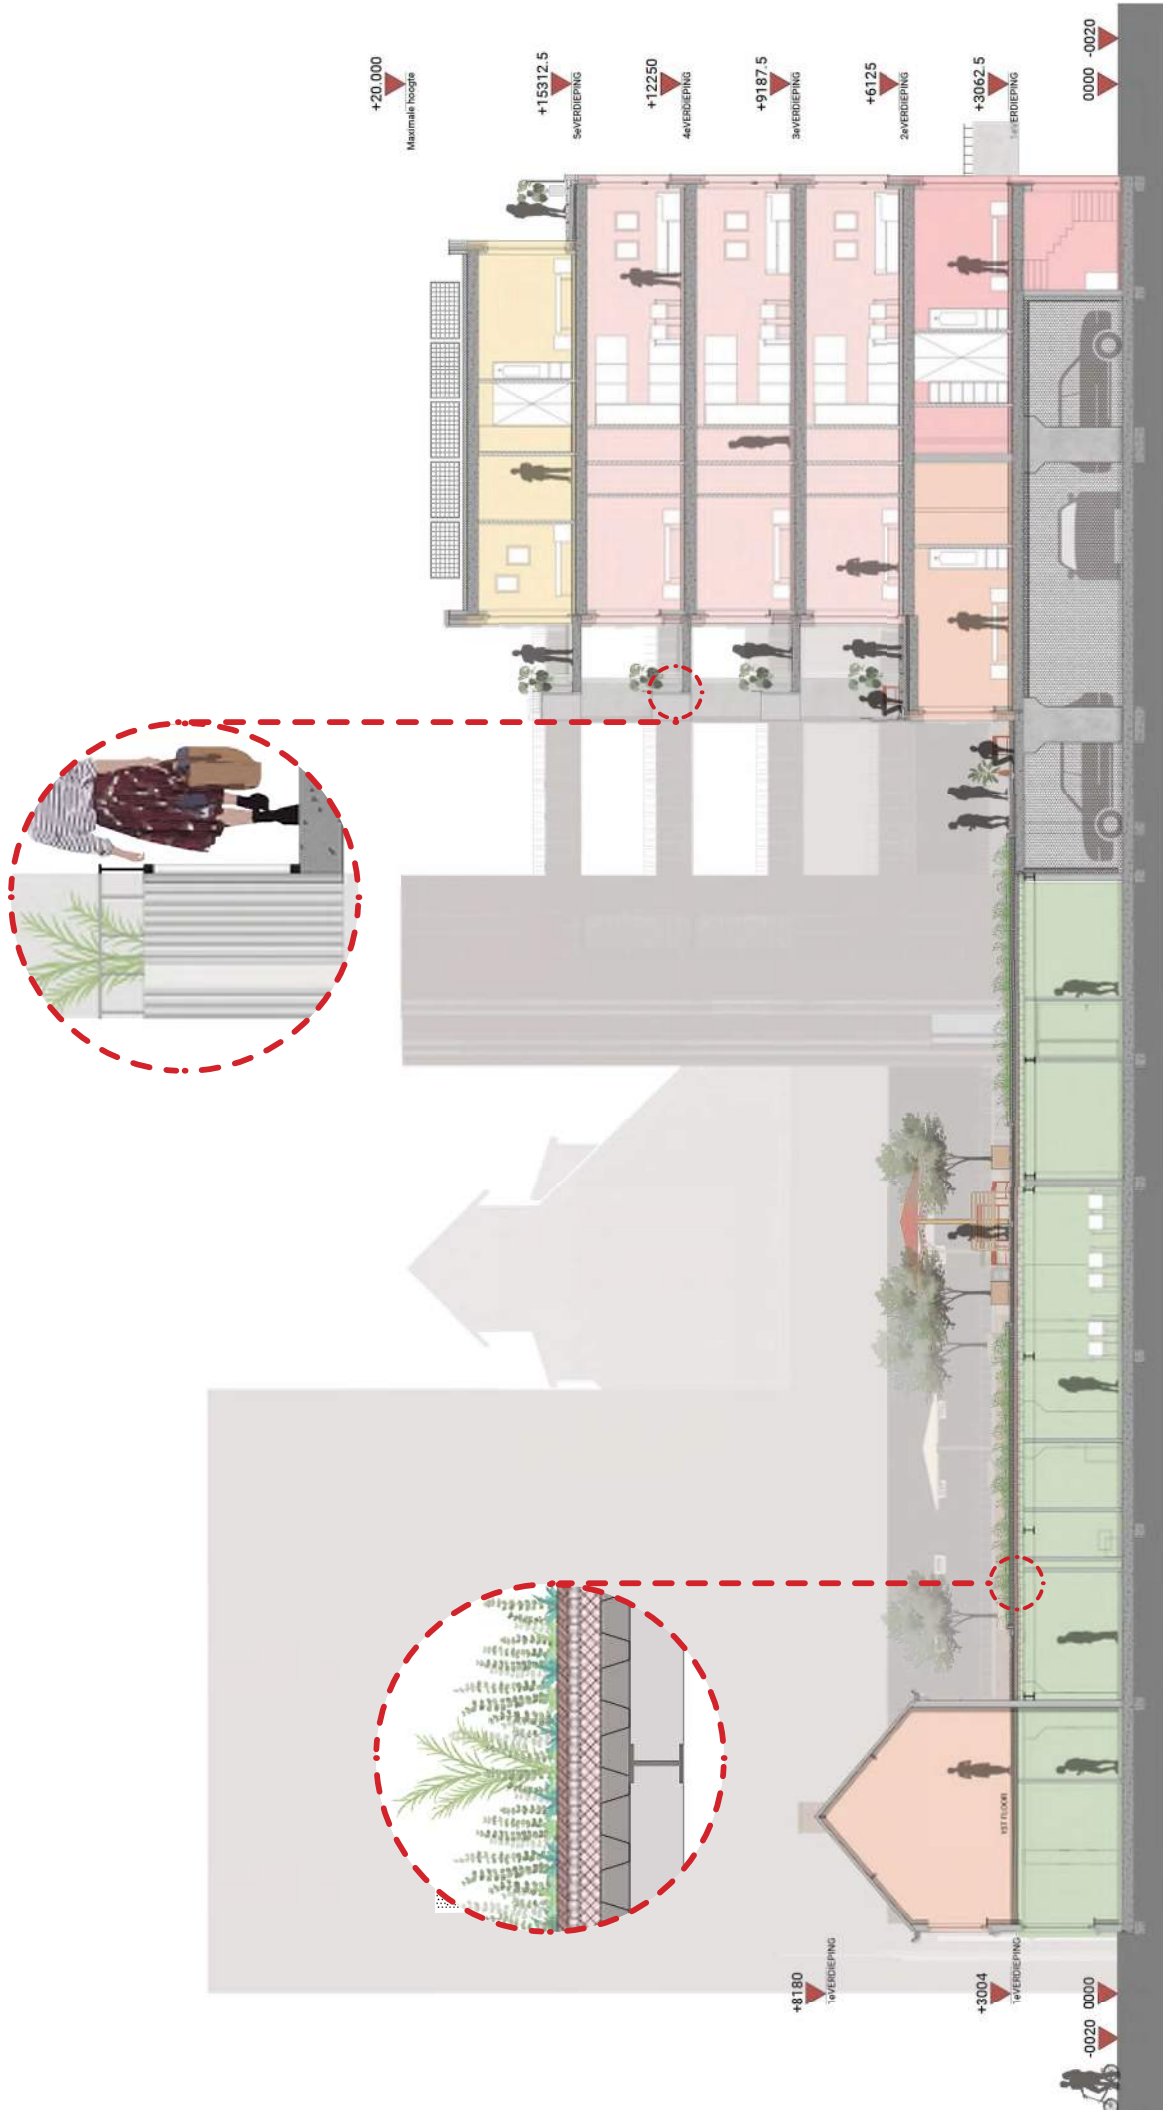 +20.000
Maximale hoogte
+15312.5
5eVERDIEPING
+12250
4eVERDIEPING
+9187.5
3eVERDIEPING
+6125
2eVERDIEPING
+3062.5
1eVERDIEPING
0000 -0020
1ST FLOOR
+8180
1eVERDIEPING
+3004
1eVERDIEPING
-0020 0000